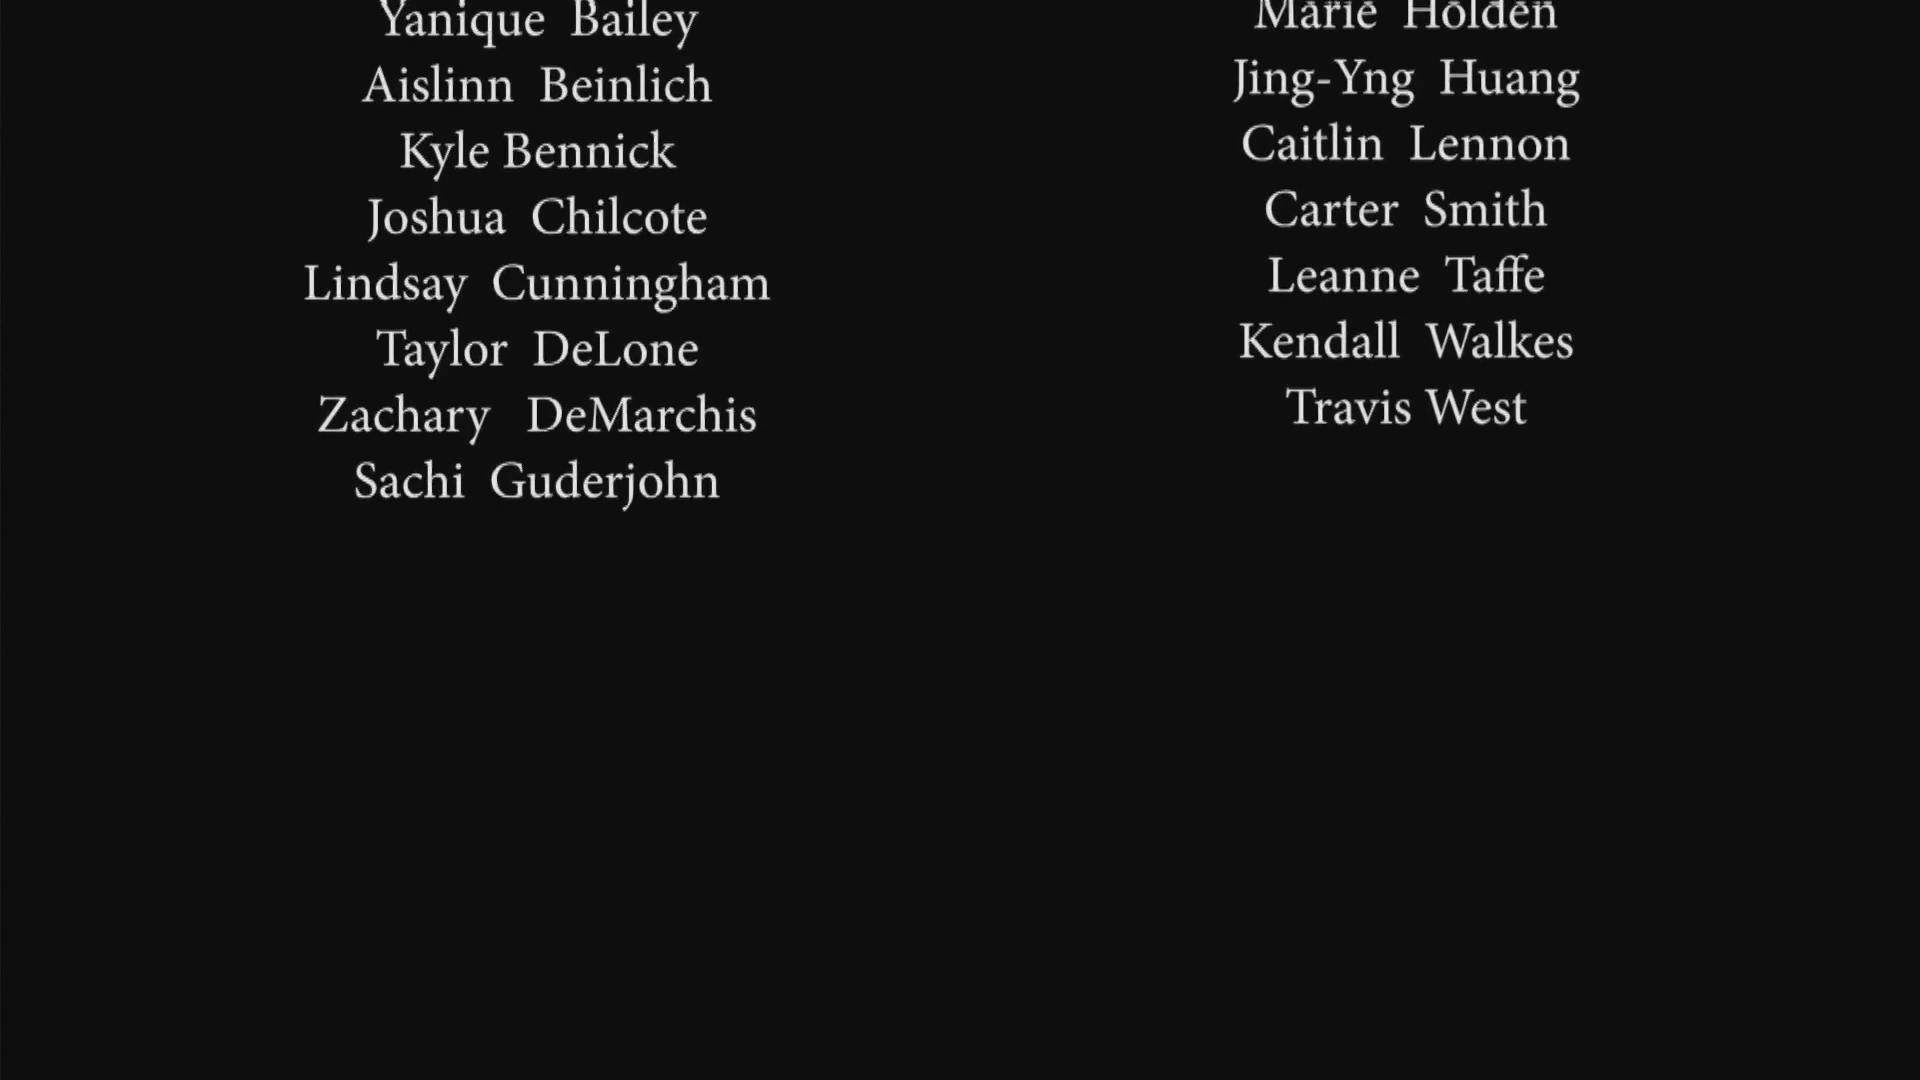 Yanique Bailey
Aislinn Beinlich
Kyle Bennick
Joshua Chilcote
Lindsay Cunningham
Taylor DeLone
Zachary DeMarchis
Sachi Guderjohn
Marie Holden
Jing-Yng Huang
Caitlin Lennon
Carter Smith
Leanne Taffe
Kendall Walkes
Travis West